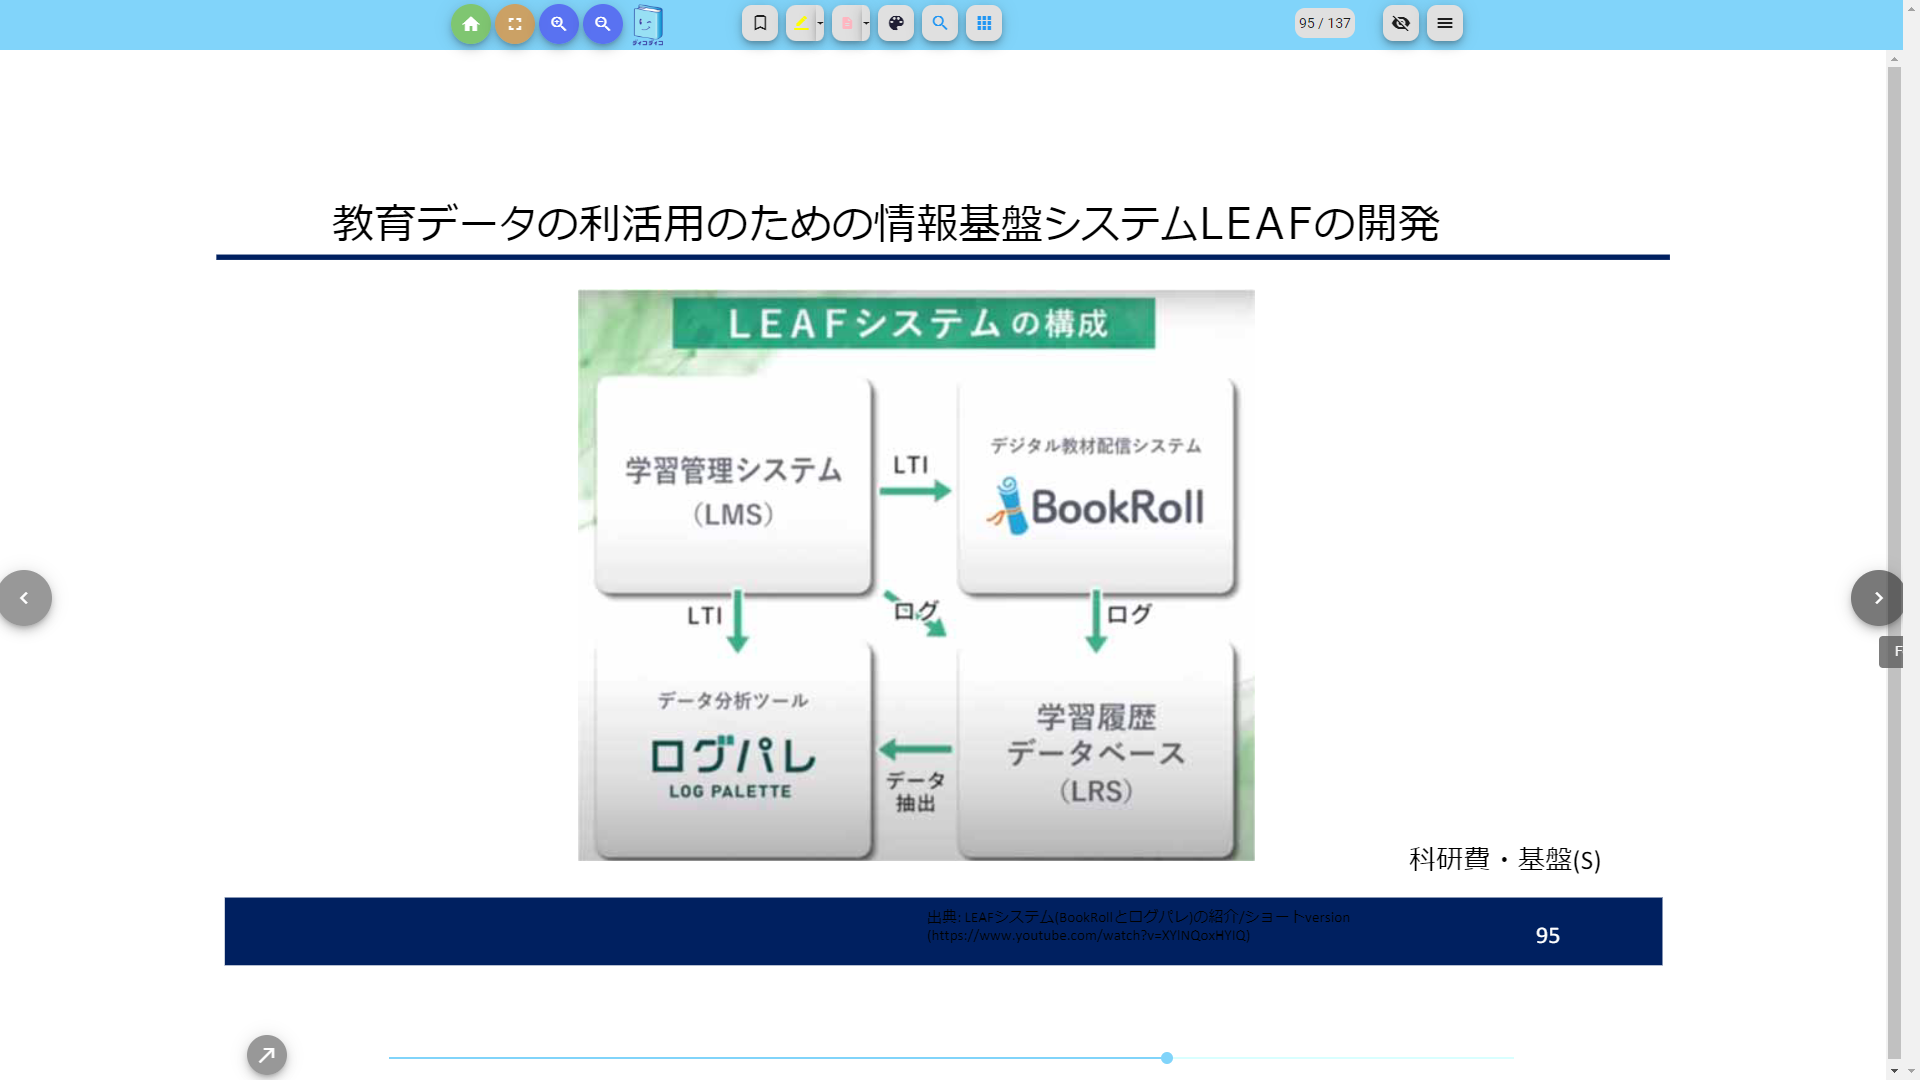 ダイコダイコ
95 / 137
教育データの利活用のための情報基盤システムLEAFの開発
LEAFシステムの構成
学習管理システム
(LMS)
LTI
デジタル教材配信システム
BookRoll
LTI
ログ
ログ
データ分析ツール
ログパレ
LOG PALETTE
データ
抽出
学習履歴
データベース
(LRS)
科研費・基盤(S)
出典: LEAFシステム(BookRollとログパレ)の紹介/ショートversion
95
F